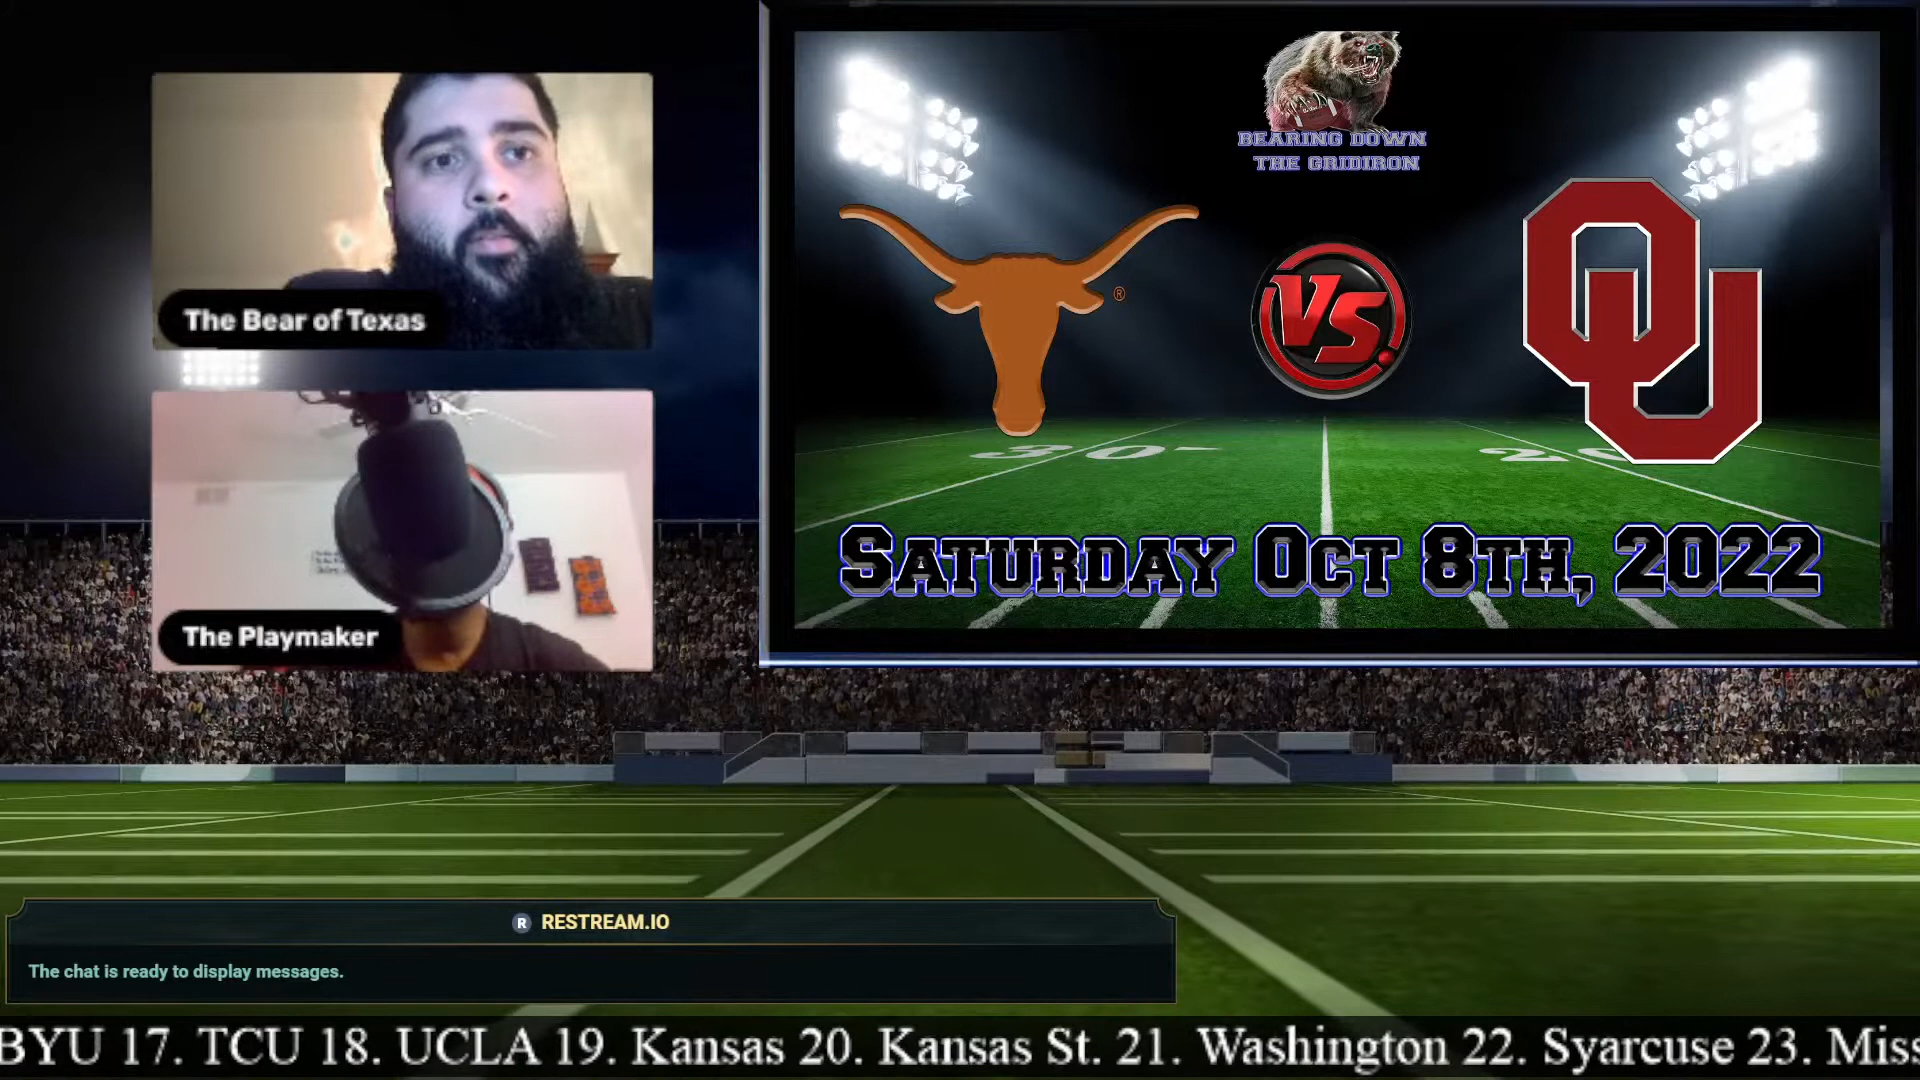 BEARING DOWN
THE GRIDIRON
The Bear of Texas
VS.
®
OU
30
The Playmaker
SATURDAY OCT 8TH, 2022
R RESTREAM.IO
The chat is ready to display messages.
BYU 17. TCU 18. UCLA 19. Kansas 20. Kansas St. 21. Washington 22. Syarcuse 23. Miss